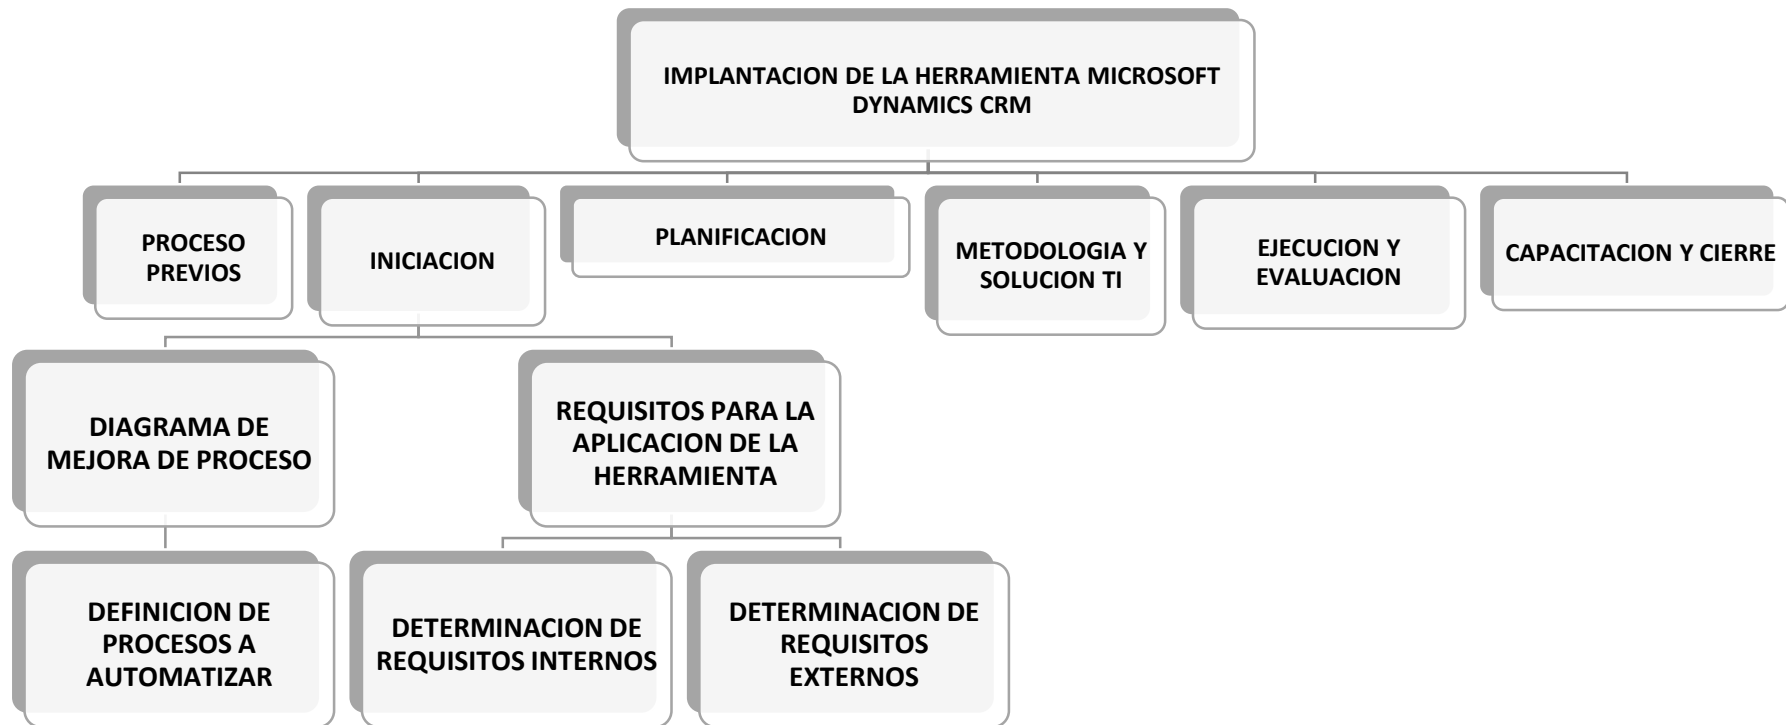 IMPLANTACION DE LA HERRAMIENTA MICROSOFT
DYNAMICS CRM
PROCESO
PREVIOS
INICIACION
PLANIFICACION
METODOLOGIA Y
SOLUCION TI
EJECUCION Y
EVALUACION
CAPACITACION Y CIERRE
DIAGRAMA DE
MEJORA DE PROCESO
REQUISITOS PARA LA
APLICACION DE LA
HERRAMIENTA
DEFINICION DE
PROCESOS A
AUTOMATIZAR
DETERMINACION DE
REQUISITOS INTERNOS
DETERMINACION DE
REQUISITOS
EXTERNOS